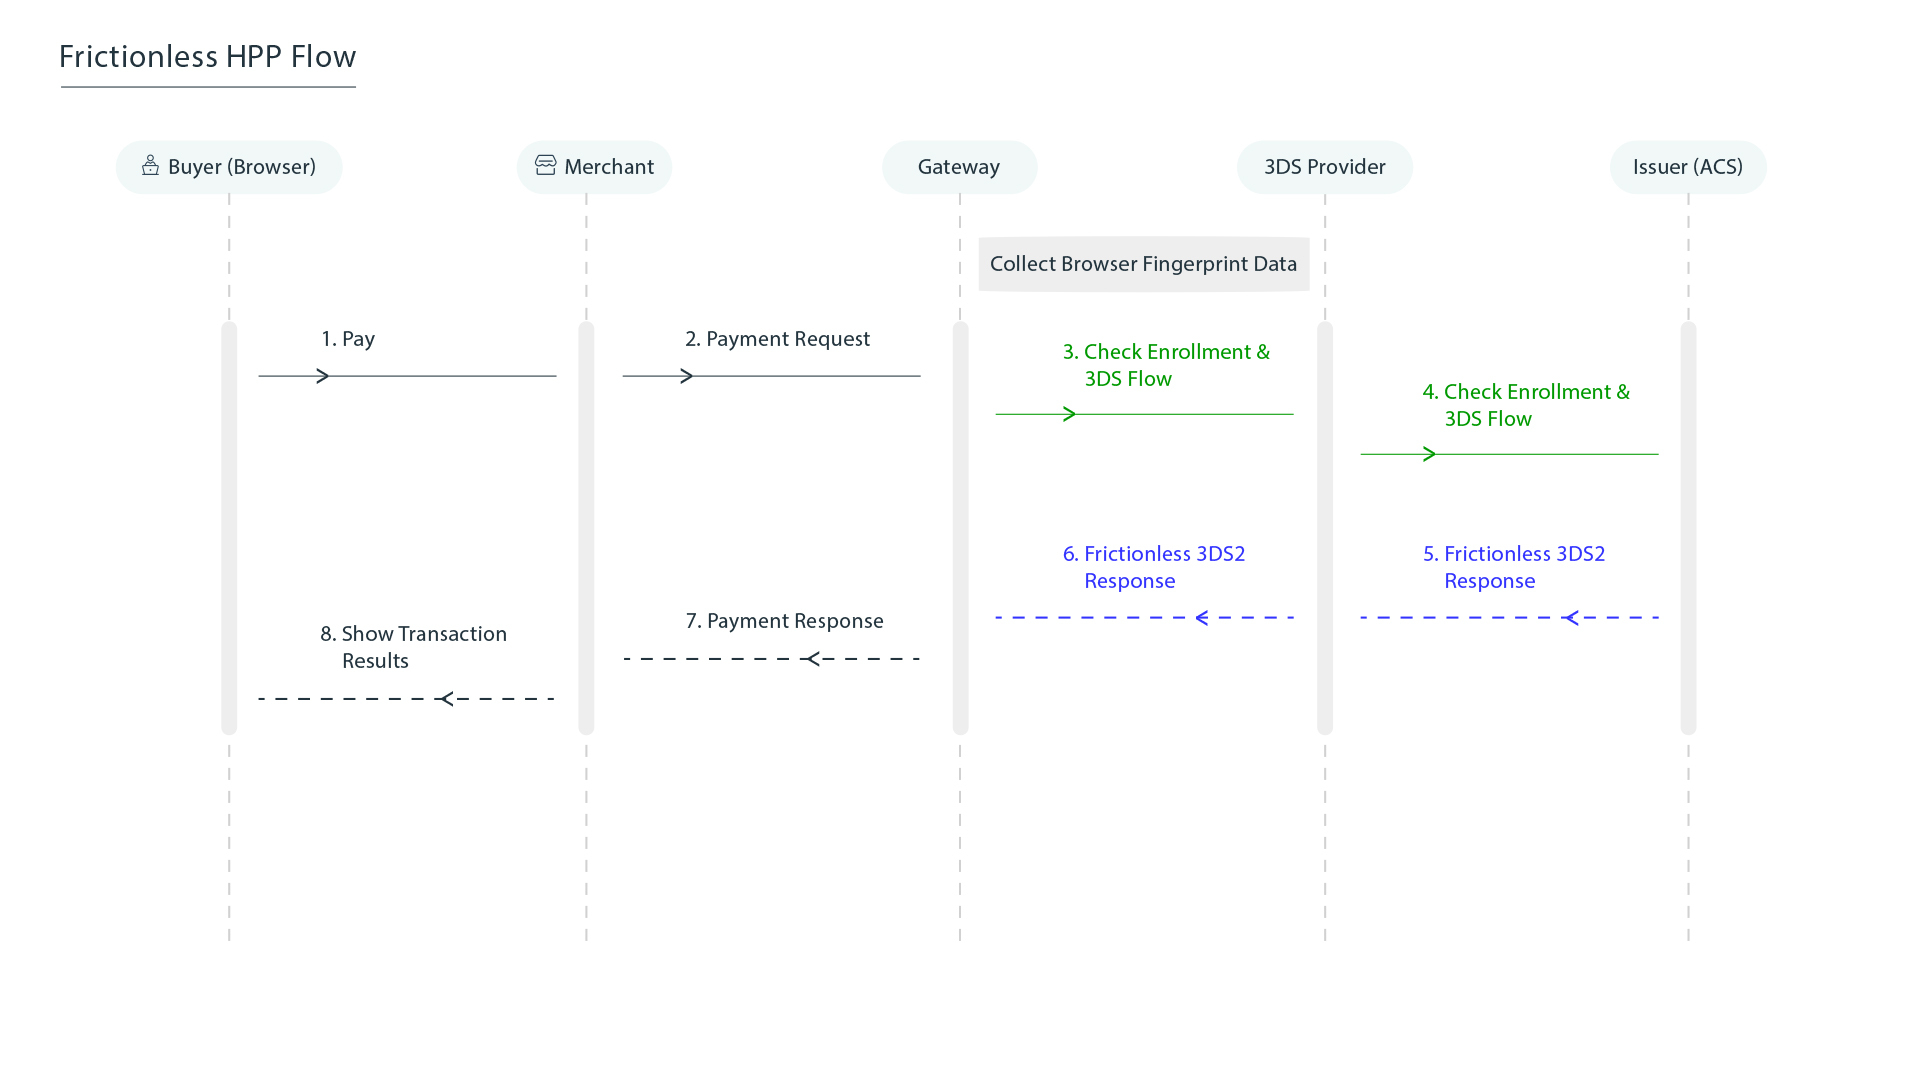 Frictionless HPP Flow
Buyer (Browser)
Merchant
Gateway
3DS Provider
Issuer (ACS)
Collect Browser Fingerprint Data
1. Pay
2. Payment Request
3. Check Enrollment &
3DS Flow
4. Check Enrollment &
3DS Flow
5. Frictionless 3DS2
Response
6. Frictionless 3DS2
Response
7. Payment Response
8. Show Transaction
Results